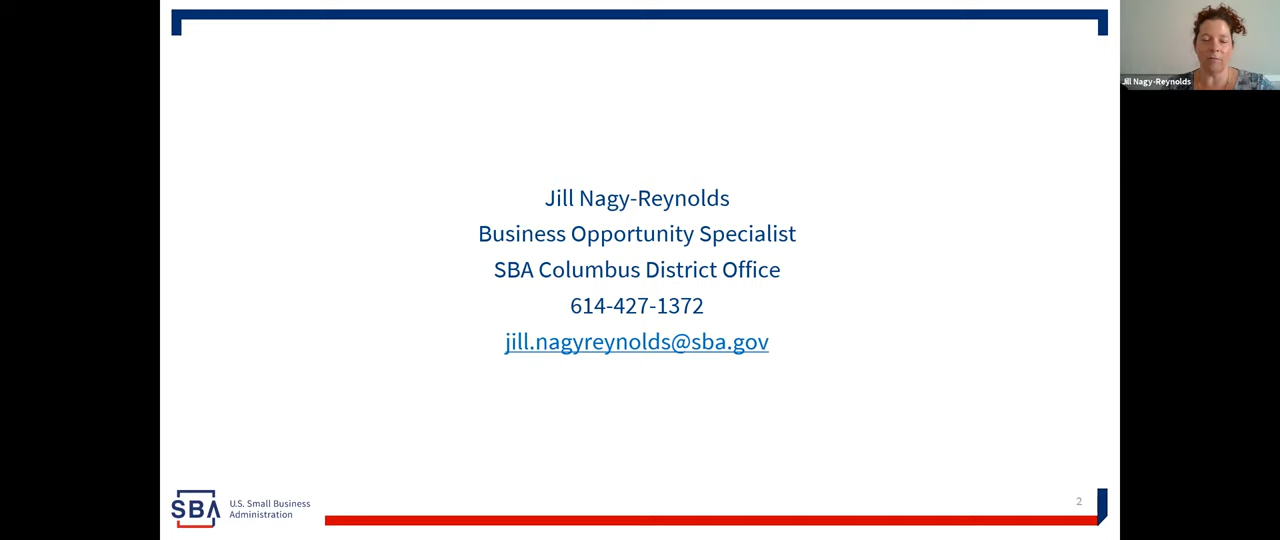 Jill Nagy-Reynolds
Jill Nagy-Reynolds
Business Opportunity Specialist
SBA Columbus District Office
614-427-1372
jill.nagyreynolds@sba.gov
SBA
U.S. Small Business
Administration
2